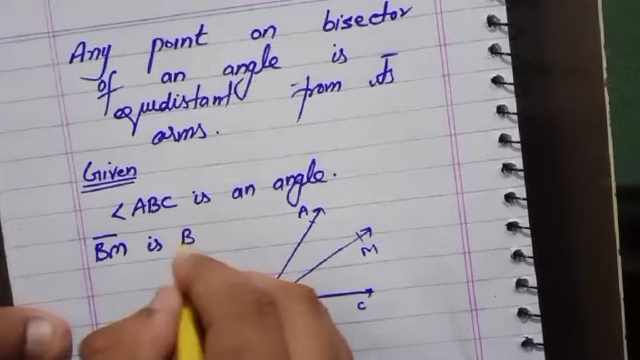 Any point on bisector
of an angle is
equidistant from its
arms.
Given
∠ABC is an angle.
A
BM is B
M
C